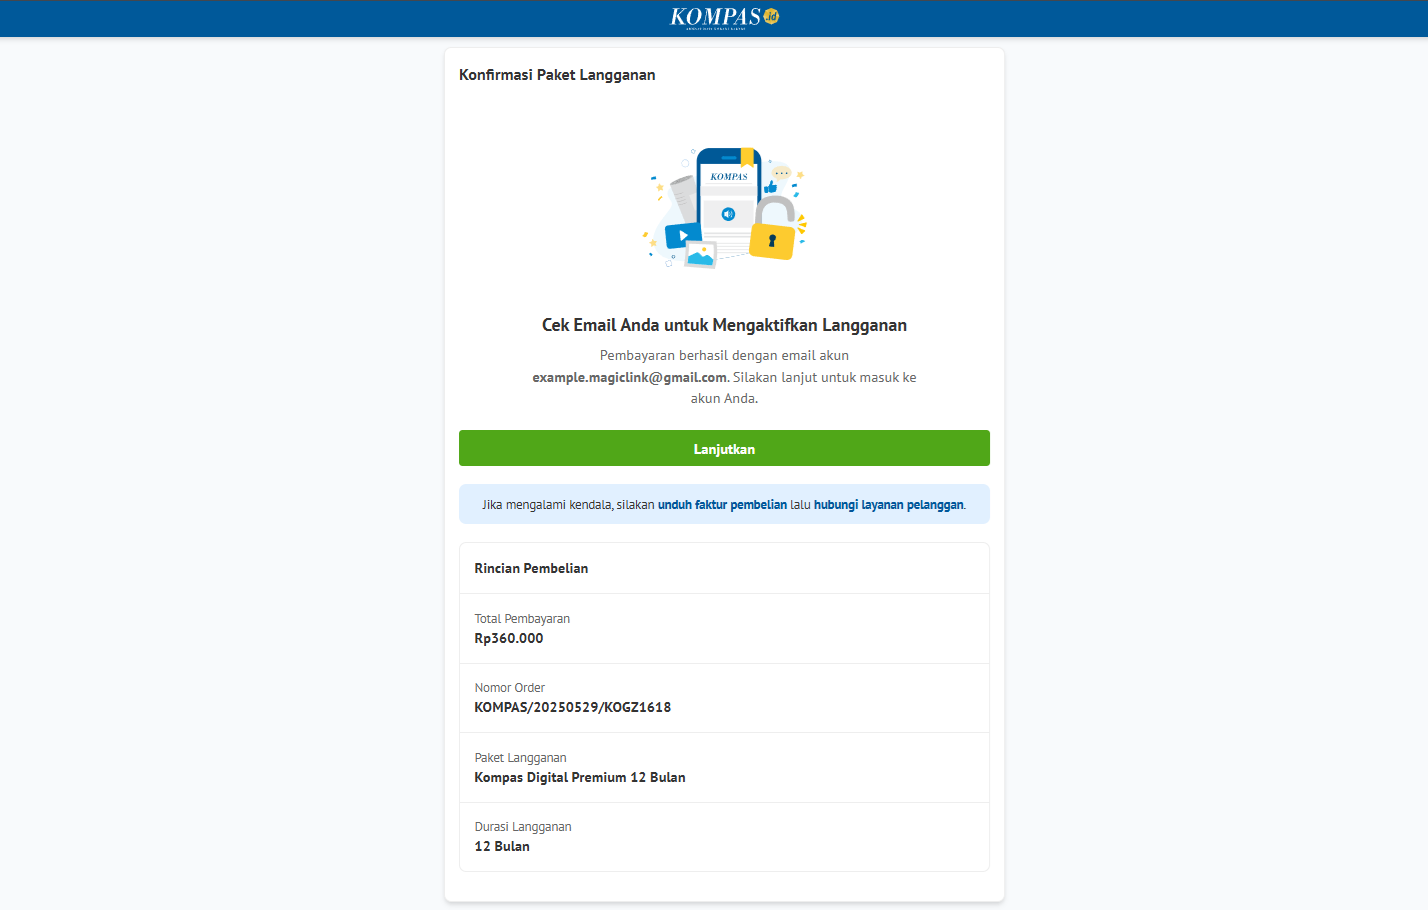 KOMPAS.id
Konfirmasi Paket Langganan
KOMPAS
Cek Email Anda untuk Mengaktifkan Langganan
Pembayaran berhasil dengan email akun
example.magiclink@gmail.com. Silakan lanjut untuk masuk ke
akun Anda.
Lanjutkan
Jika mengalami kendala, silakan unduh faktur pembelian lalu hubungi layanan pelanggan.
Rincian Pembelian
Total Pembayaran
Rp360.000
Nomor Order
KOMPAS/20250529/KOGZ1618
Paket Langganan
Kompas Digital Premium 12 Bulan
Durasi Langganan
12 Bulan